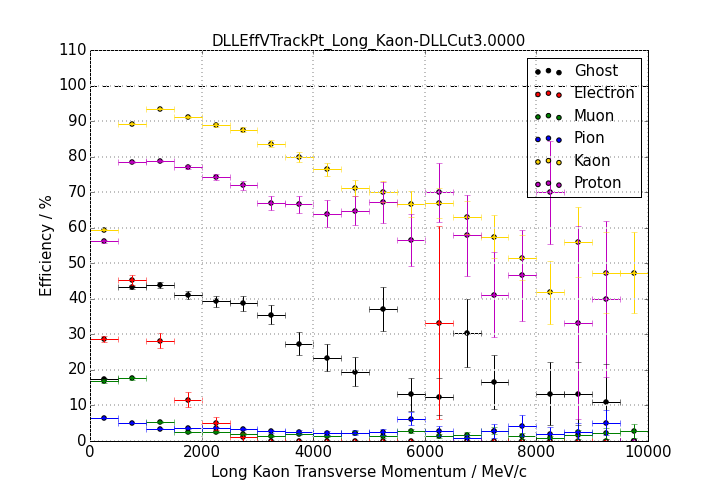 DLLEffVTrackPt_Long_Kaon-DLLCut3.0000
110
100
90
80
70
60
50
40
30
20
10
0
Efficiency / %
Ghost
Electron
Muon
Pion
Kaon
Proton
0 2000 4000 6000 8000 10000
Long Kaon Transverse Momentum / MeV/c